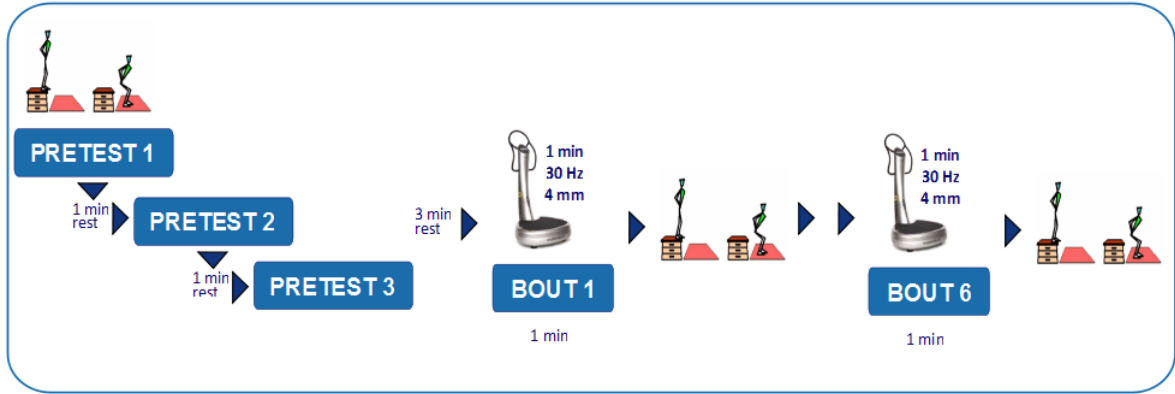 PRETEST 1
1 min
rest
PRETEST 2
1 min
rest
PRETEST 3
3 min
rest
1 min
30 Hz
4 mm
BOUT 1
1 min
1 min
30 Hz
4 mm
BOUT 6
1 min